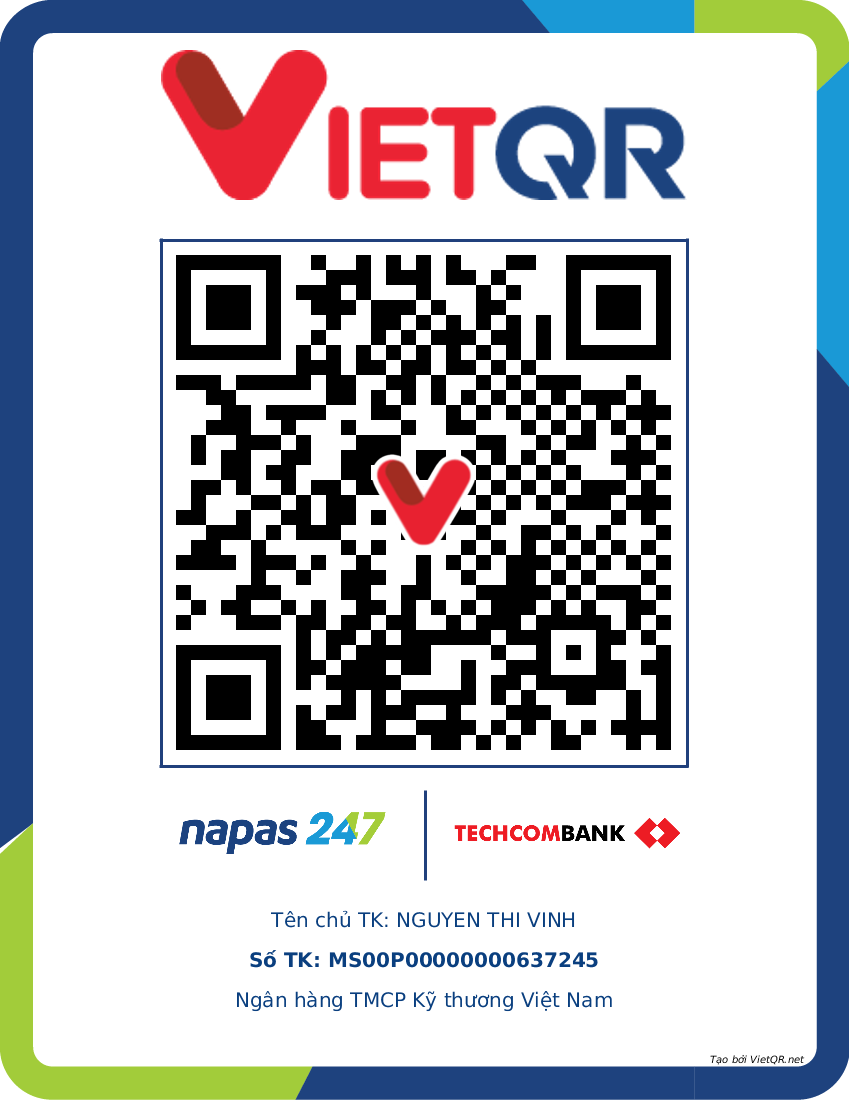 VIETQR
napas 247
TECHCOMBANK
Tên chủ TK: NGUYEN THI VINH
Số TK: MS00P00000000637245
Ngân hàng TMCP Kỹ thương Việt Nam
Tạo bởi VietQR.net